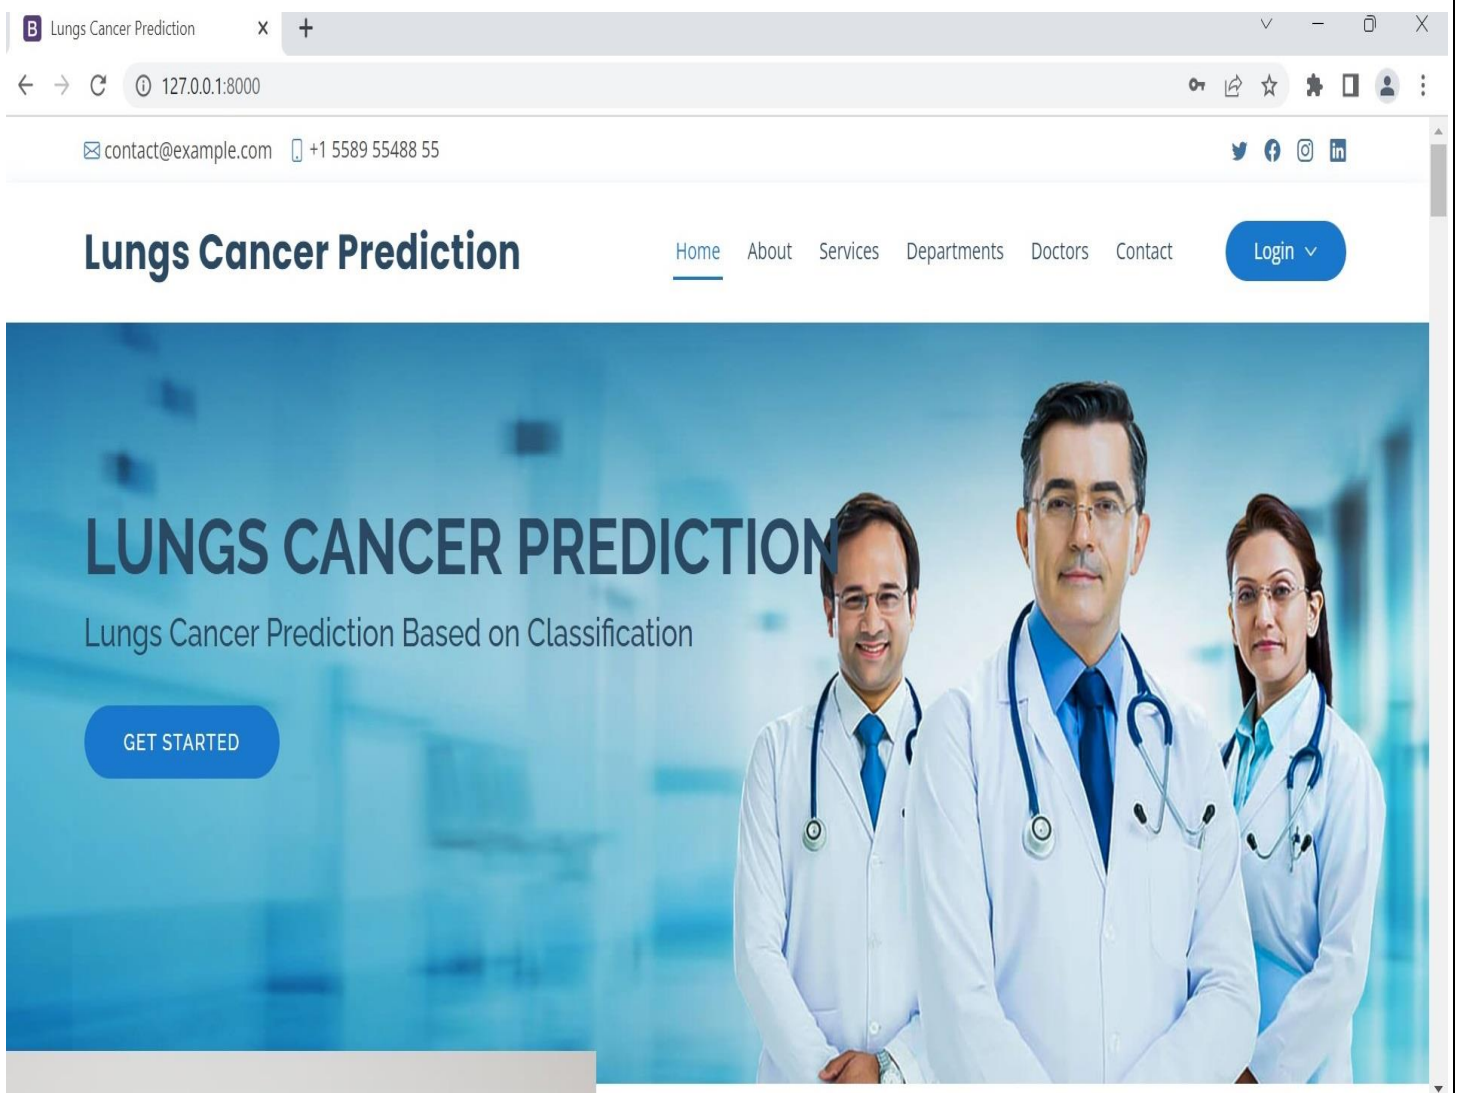 Lungs Cancer Prediction
127.0.0.1:8000
contact@example.com +1 5589 55488 55
Lungs Cancer Prediction Home About Services Departments Doctors Contact Login
LUNGS CANCER PREDICTION
Lungs Cancer Prediction Based on Classification
GET STARTED